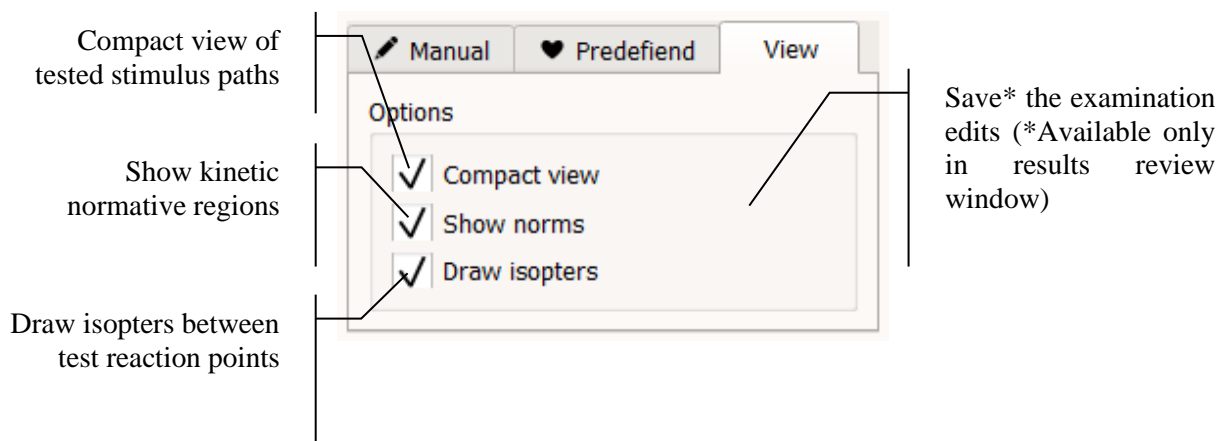 Compact view of
tested stimulus paths
Show kinetic
normative regions
Draw isopters between
test reaction points
Manual
Predefiend
View
Options
Compact view
Show norms
Draw isopters
Save* the examination
edits (*Available only
in results review
window)